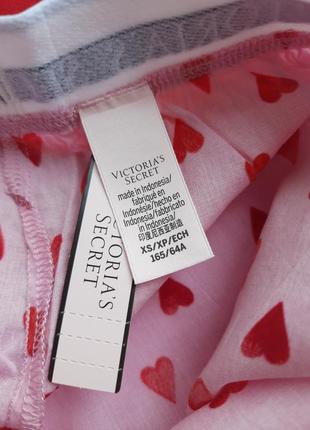 VICTORIA'S
SECRET
made in Indonesia/
fabriqué en
Indonésie/hecho en
Indonesia/fabbricato
in Indonesia/
印度尼西亚制造
XS/XP/ECH
165/64A
VICTORIA'S
SECRET